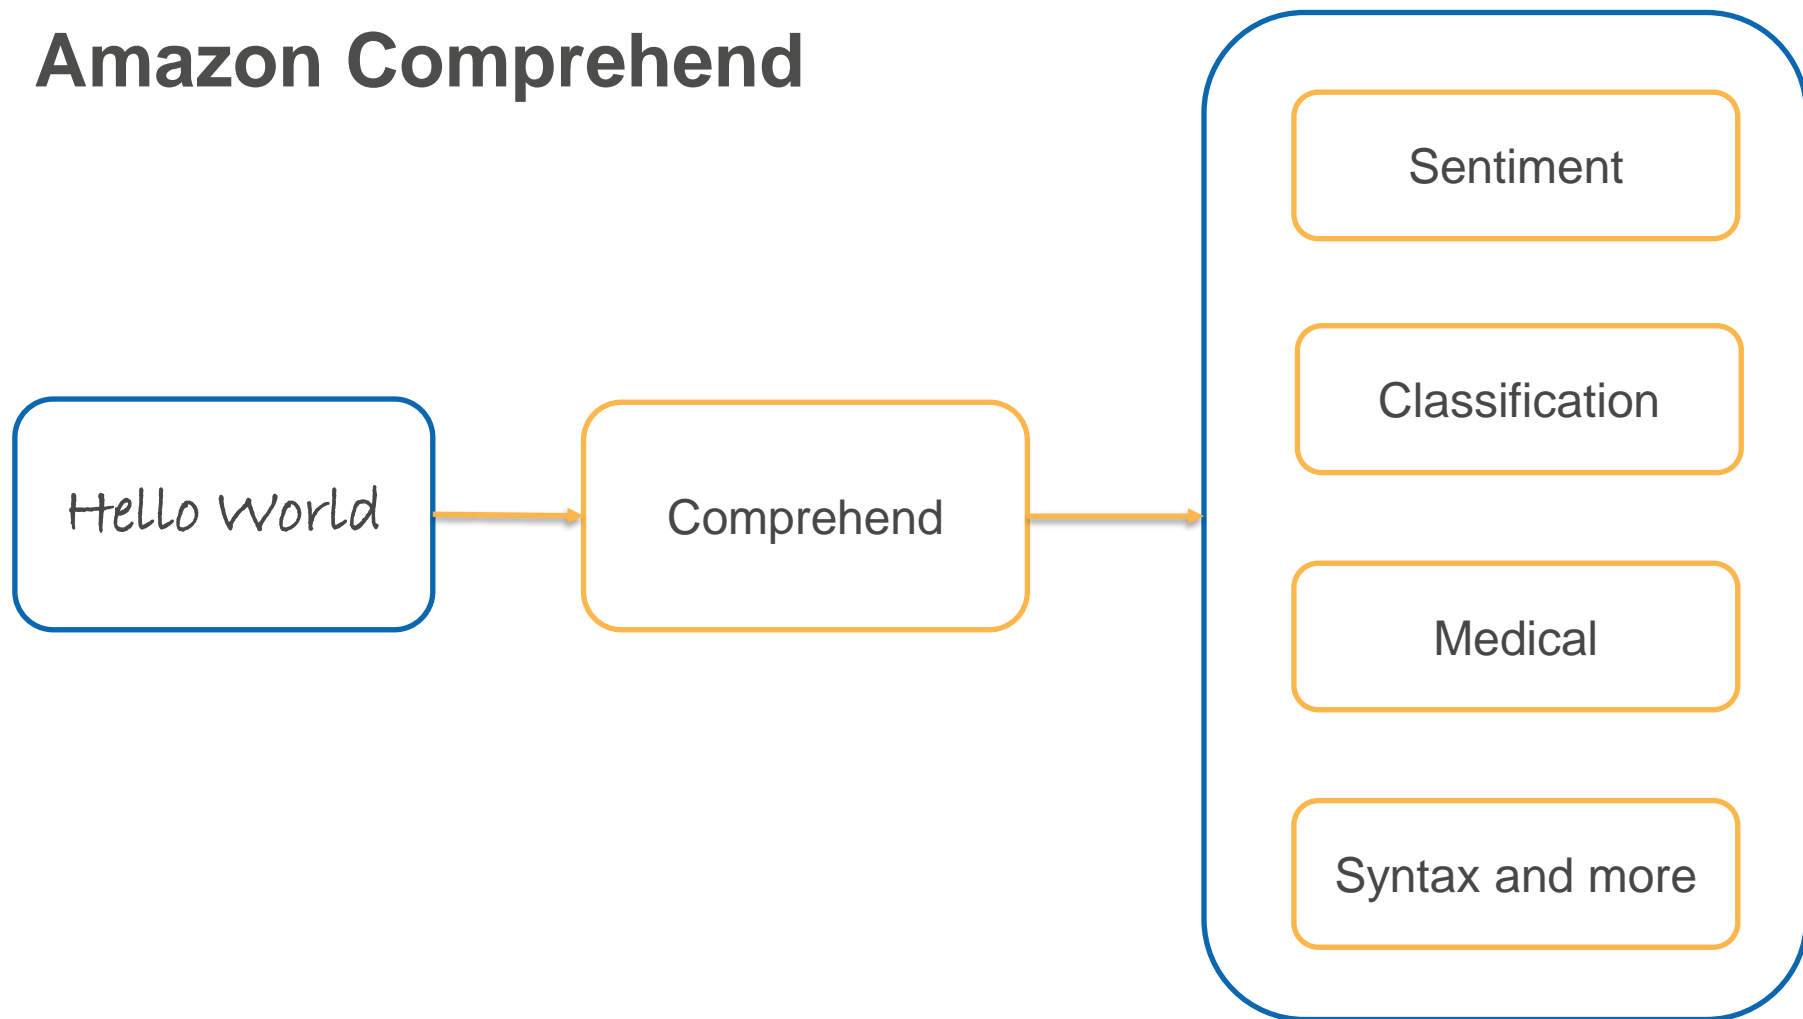 Amazon Comprehend
Hello World
Comprehend
Sentiment
Classification
Medical
Syntax and more